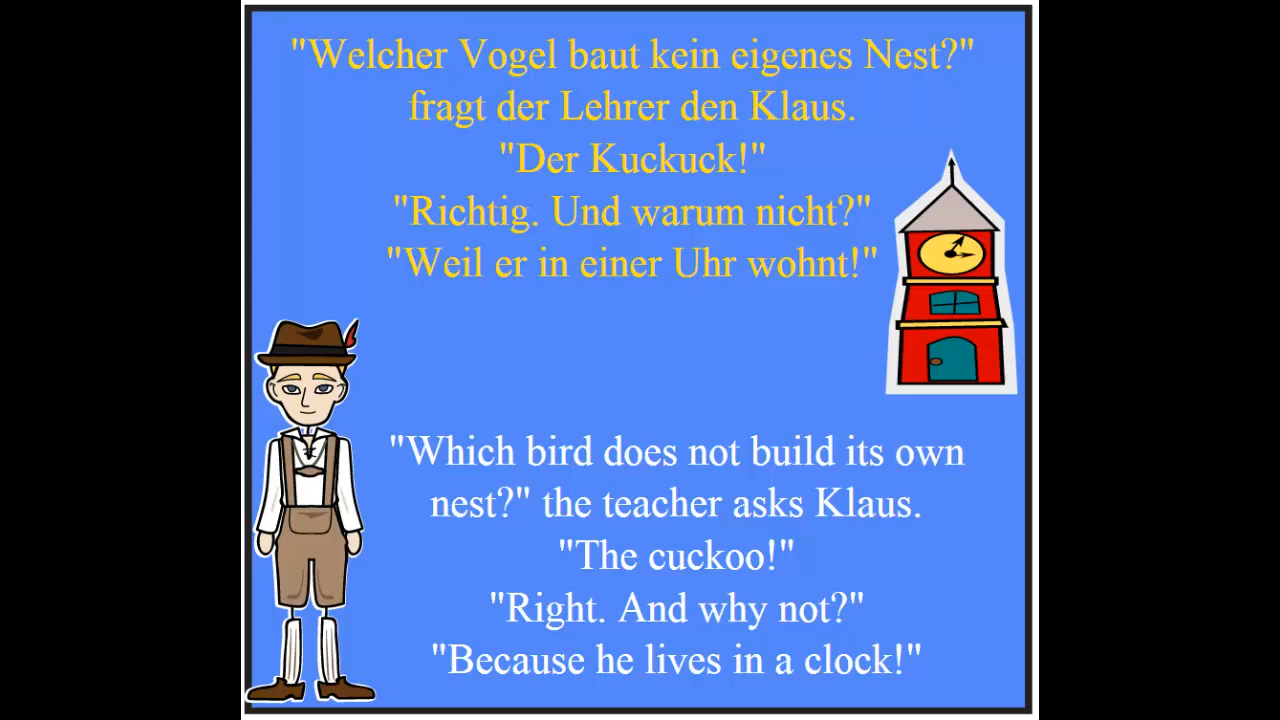 "Welcher Vogel baut kein eigenes Nest?"
fragt der Lehrer den Klaus.
"Der Kuckuck!"
"Richtig. Und warum nicht?"
"Weil er in einer Uhr wohnt!"
"Which bird does not build its own
nest?" the teacher asks Klaus.
"The cuckoo!"
"Right. And why not?"
"Because he lives in a clock!"